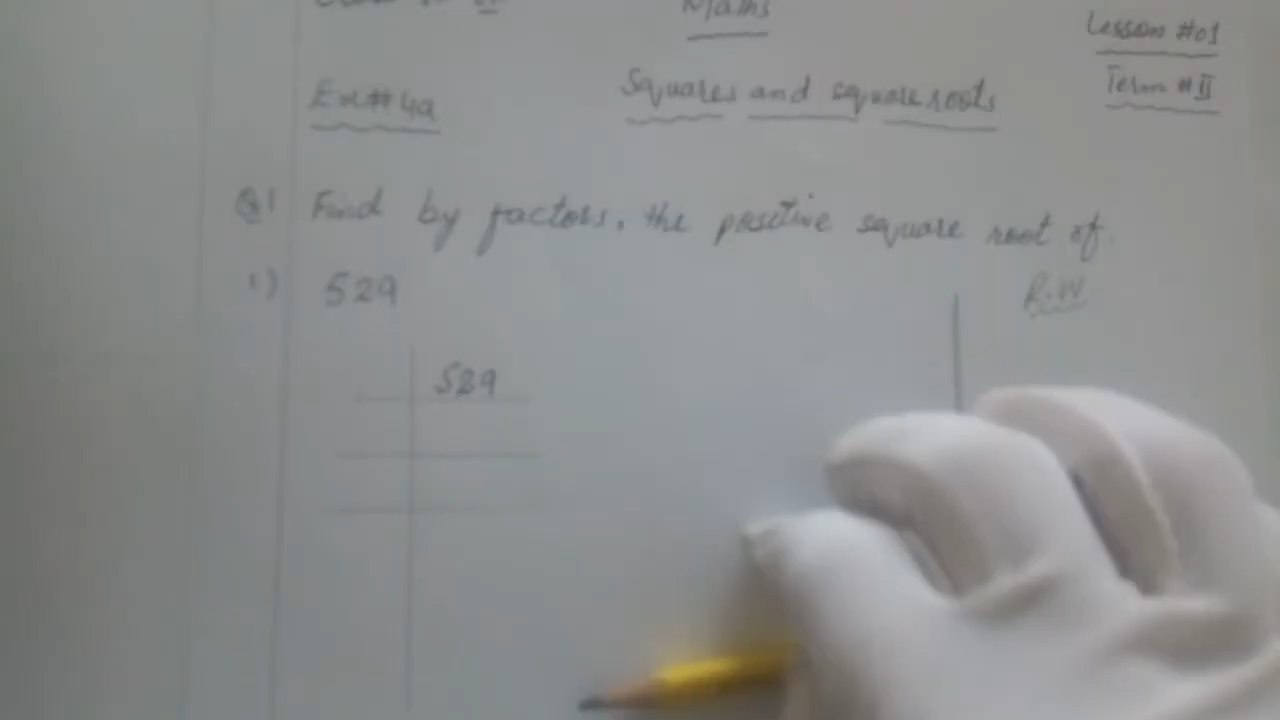 Maths
Lesson #01
Term #II
Ex# 4a
Squares and square roots
Q1 Find by factors, the positive square root of.
1) 529
R.W
529